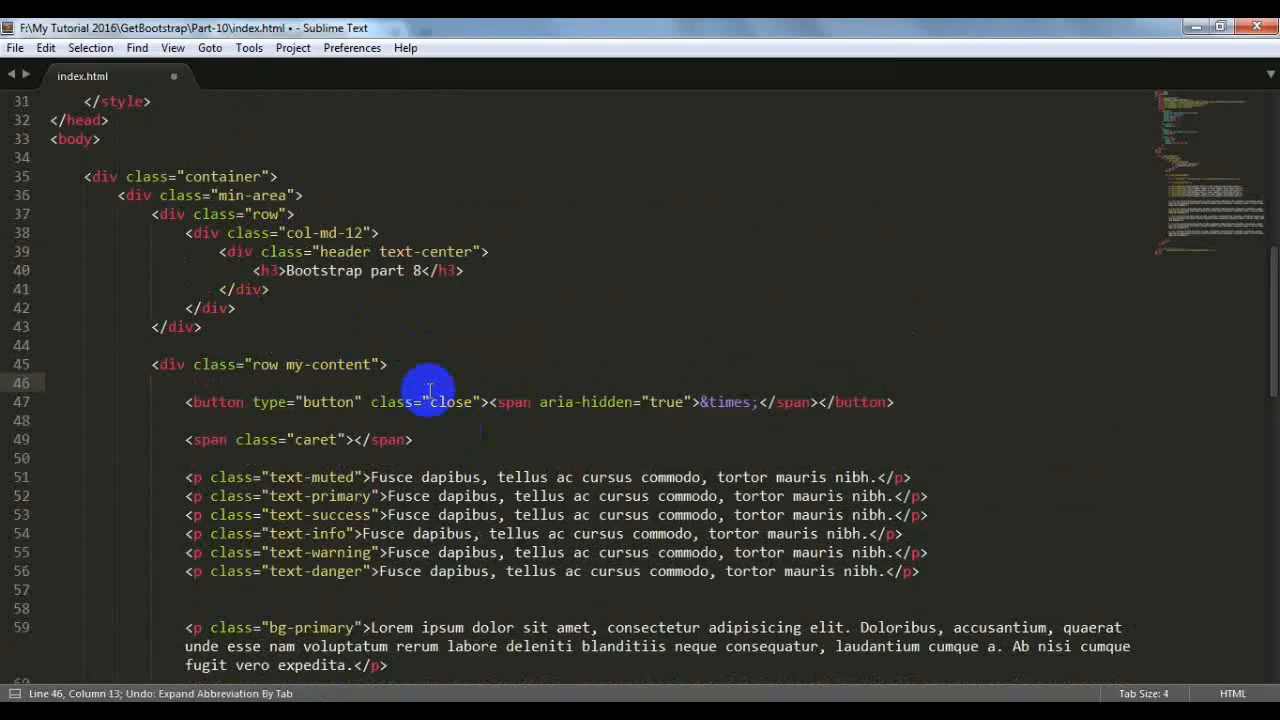 F:\My Tutorial 2016\GetBootstrap\Part-10\index.html • - Sublime Text
File Edit Selection Find View Goto Tools Project Preferences Help
index.html
31 </style>
32 </head>
33 <body>
34
35 <div class="container">
36 <div class="min-area">
37 <div class="row">
38 <div class="col-md-12">
39 <div class="header text-center">
40 <h3>Bootstrap part 8</h3>
41 </div>
42 </div>
43 </div>
44
45 <div class="row my-content">
46
47 <button type="button" class="close"><span aria-hidden="true">&times;</span></button>
48
49 <span class="caret"></span>
50
51 <p class="text-muted">Fusce dapibus, tellus ac cursus commodo, tortor mauris nibh.</p>
52 <p class="text-primary">Fusce dapibus, tellus ac cursus commodo, tortor mauris nibh.</p>
53 <p class="text-success">Fusce dapibus, tellus ac cursus commodo, tortor mauris nibh.</p>
54 <p class="text-info">Fusce dapibus, tellus ac cursus commodo, tortor mauris nibh.</p>
55 <p class="text-warning">Fusce dapibus, tellus ac cursus commodo, tortor mauris nibh.</p>
56 <p class="text-danger">Fusce dapibus, tellus ac cursus commodo, tortor mauris nibh.</p>
57
58
59 <p class="bg-primary">Lorem ipsum dolor sit amet, consectetur adipisicing elit. Doloribus, accusantium, quaerat
unde esse nam voluptatum rerum labore deleniti blanditiis neque consequatur, laudantium cumque a. Ab nisi cumque
fugit vero expedita.</p>
Line 46, Column 13; Undo: Expand Abbreviation By Tab
Tab Size: 4
HTML